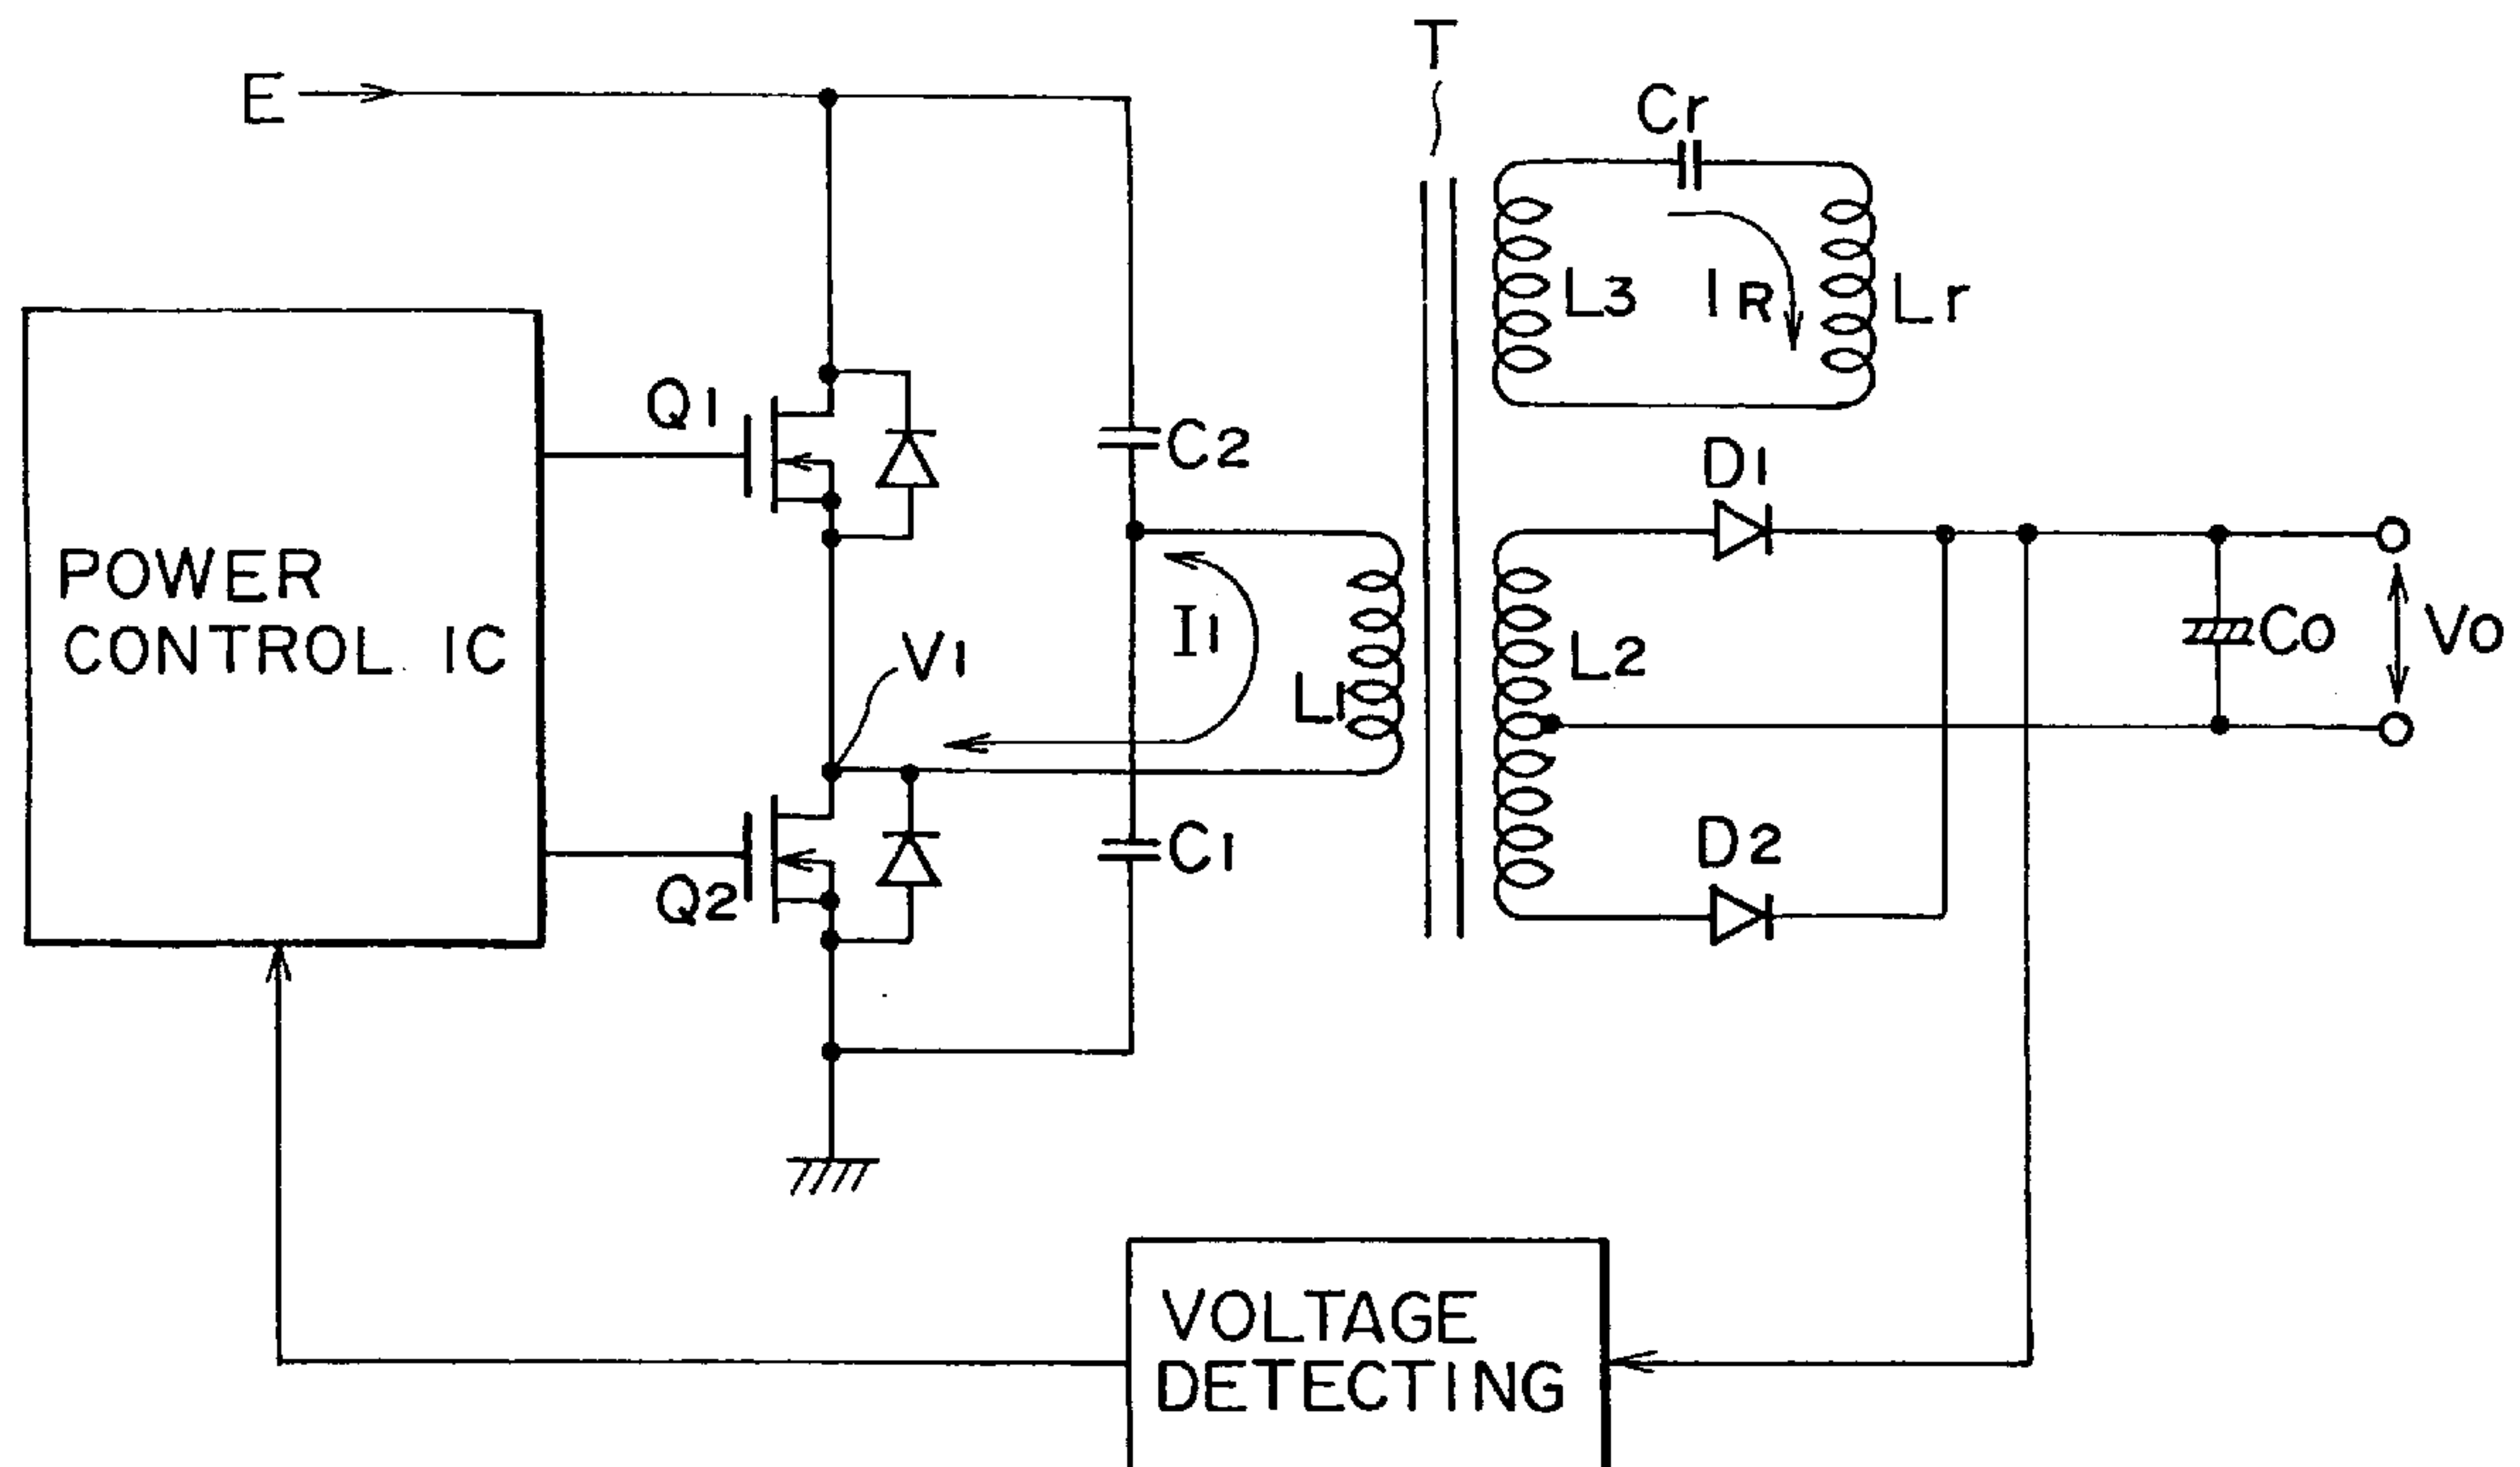 T
E
Cr
L3
IR
Lr
Q1
C2
D1
POWER
CONTROL IC
V1
I1
L1
L2
Co
Vo
Q2
C1
D2
VOLTAGE
DETECTING